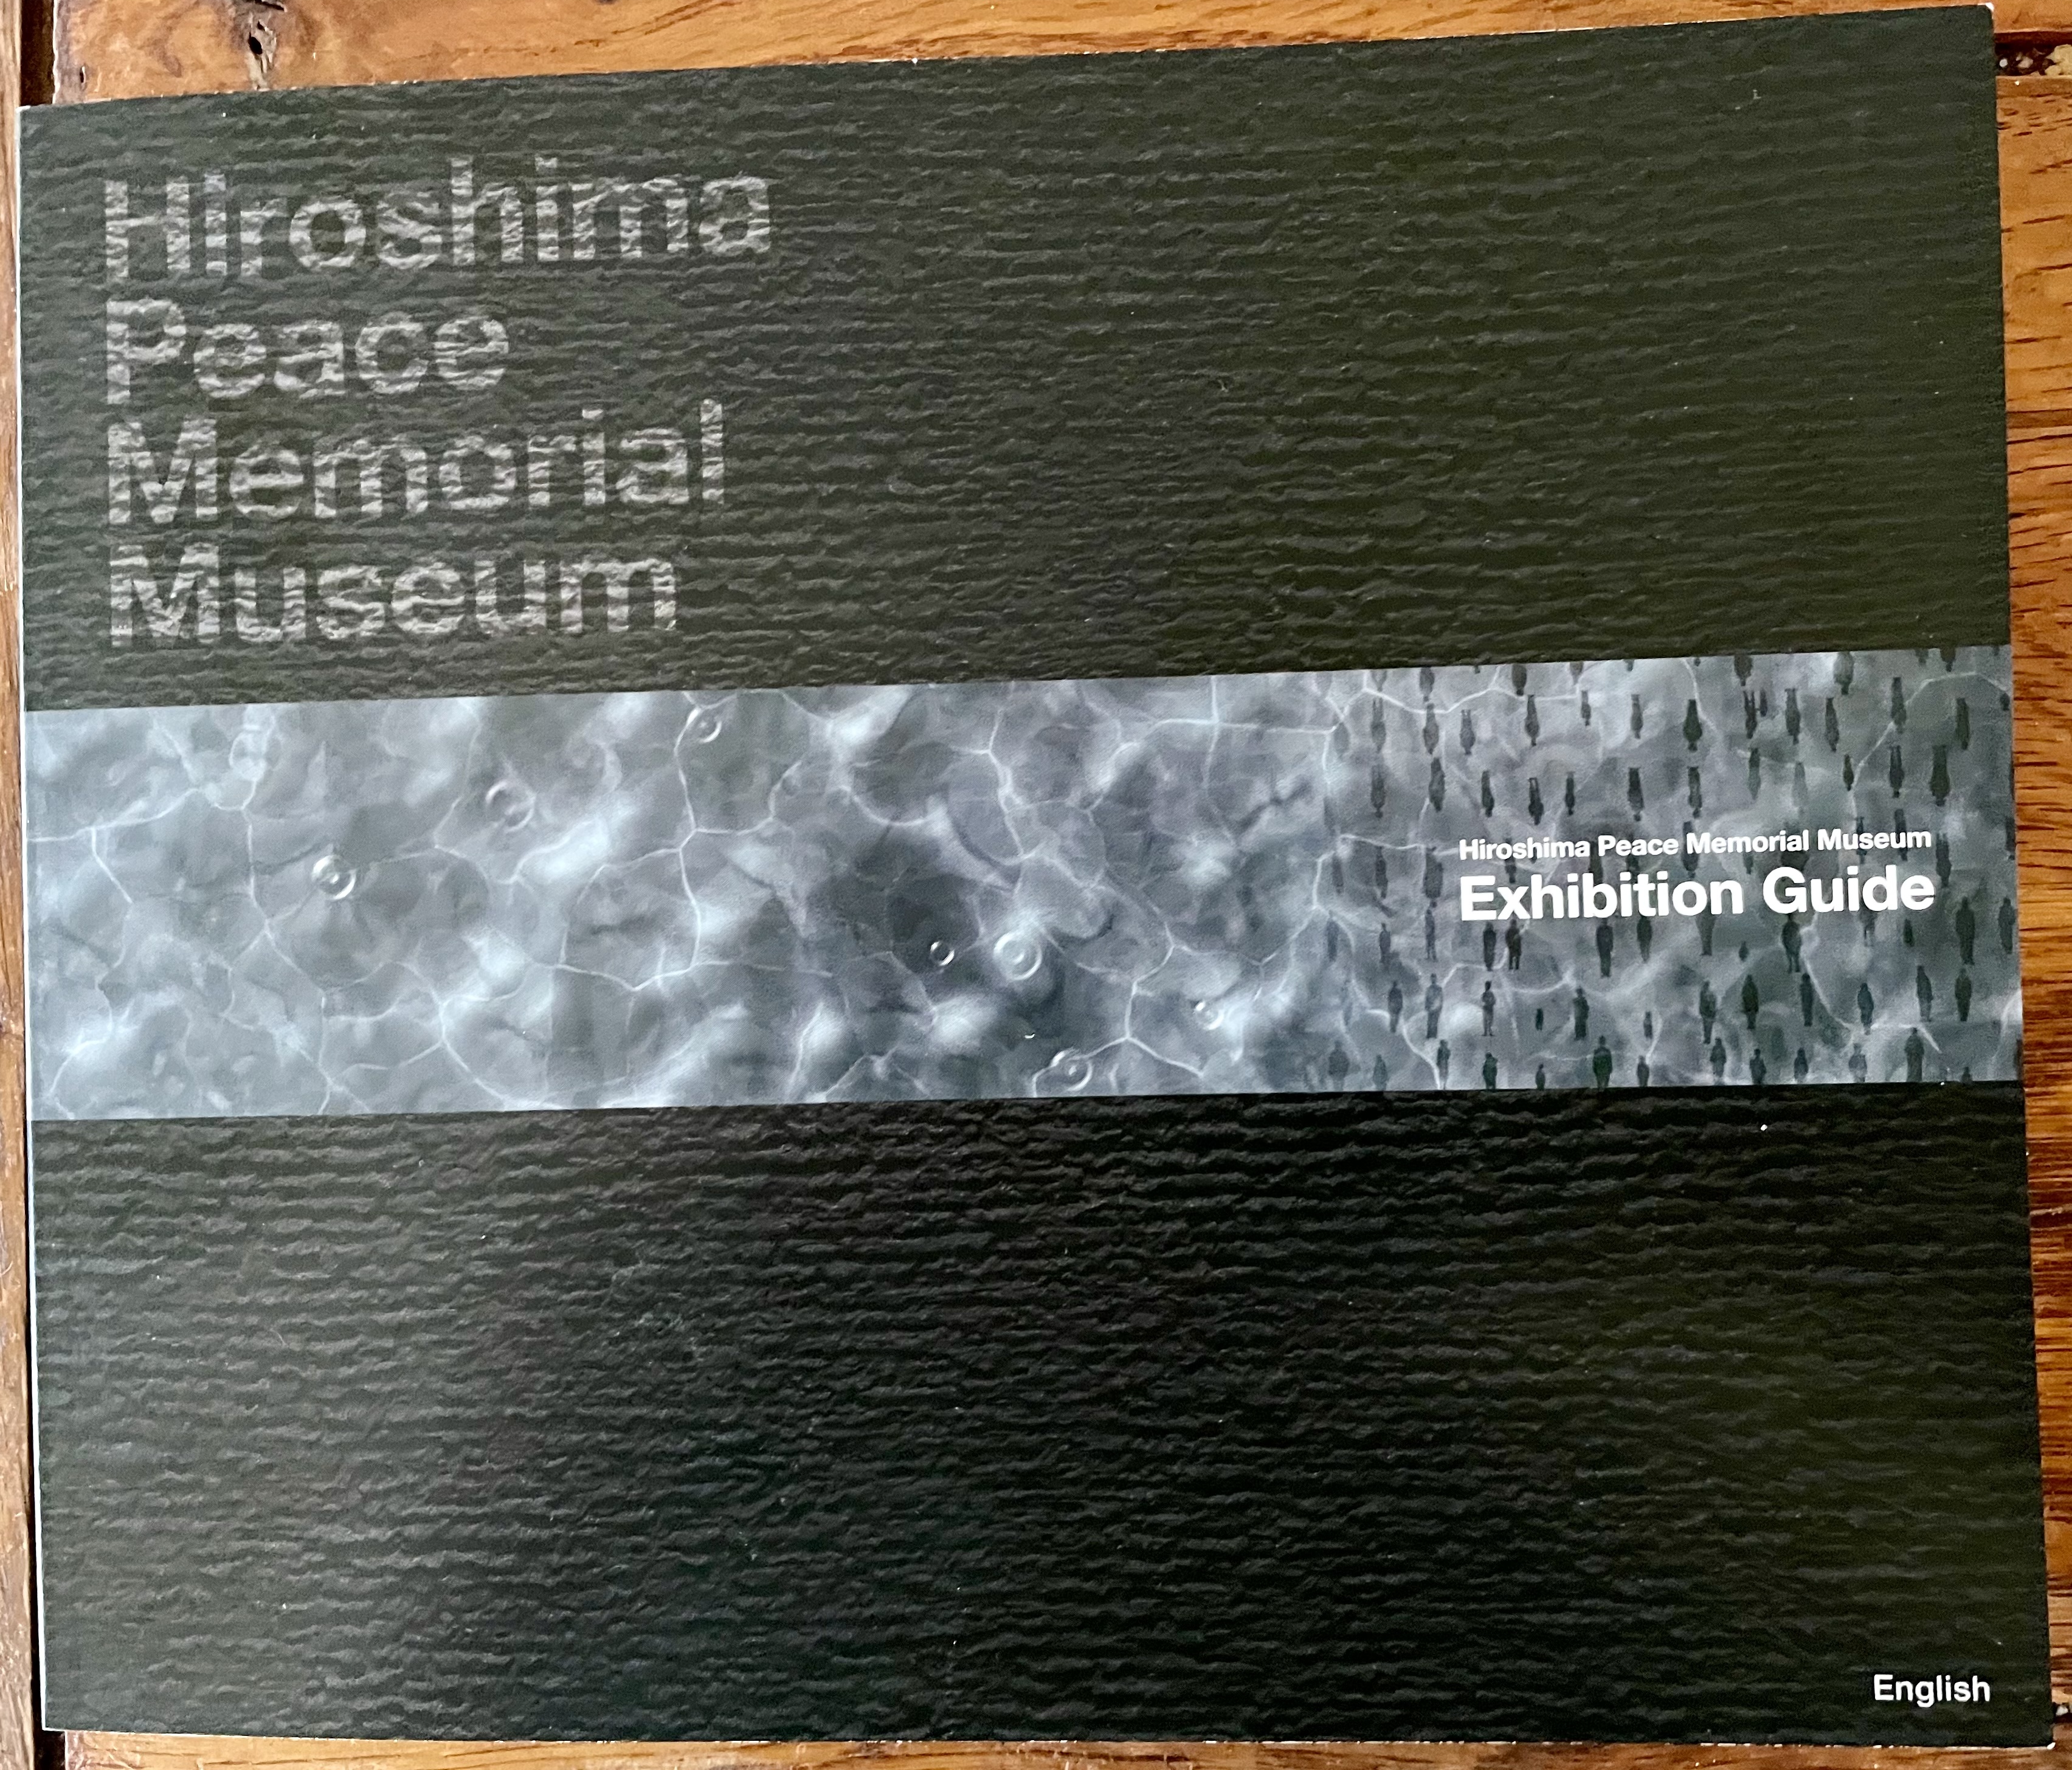 Hiroshima
Peace
Memorial
Museum
Hiroshima Peace Memorial Museum
Exhibition Guide
English